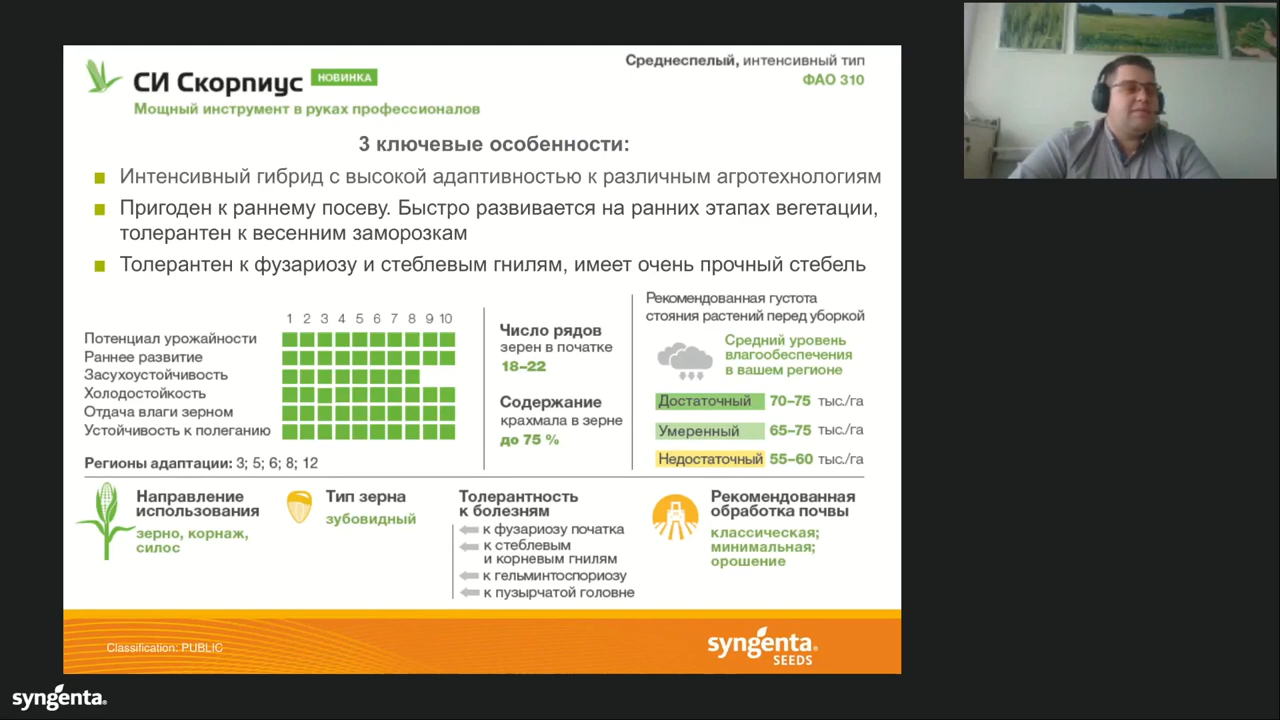 СИ Скорпиус НОВИНКА
Мощный инструмент в руках профессионалов
Среднеспелый, интенсивный тип
ФАО 310
3 ключевые особенности:
Интенсивный гибрид с высокой адаптивностью к различным агротехнологиям
Пригоден к раннему посеву. Быстро развивается на ранних этапах вегетации,
толерантен к весенним заморозкам
Толерантен к фузариозу и стеблевым гнилям, имеет очень прочный стебель
1 2 3 4 5 6 7 8 9 10
Потенциал урожайности
Раннее развитие
Засухоустойчивость
Холодостойкость
Отдача влаги зерном
Устойчивость к полеганию
Регионы адаптации: 3; 5; 6; 8; 12
Число рядов
зерен в початке
18–22
Содержание
крахмала в зерне
до 75 %
Рекомендованная густота
стояния растений перед уборкой
Средний уровень
влагообеспечения
в вашем регионе
Достаточный 70–75 тыс./га
Умеренный 65–75 тыс./га
Недостаточный 55–60 тыс./га
Направление
использования
зерно, корнаж,
силос
Тип зерна
зубовидный
Толерантность
к болезням
к фузариозу початка
к стеблевым
и корневым гнилям
к гельминтоспориозу
к пузырчатой головне
Рекомендованная
обработка почвы
классическая;
минимальная;
орошение
Classification: PUBLIC
syngenta
SEEDS
syngenta